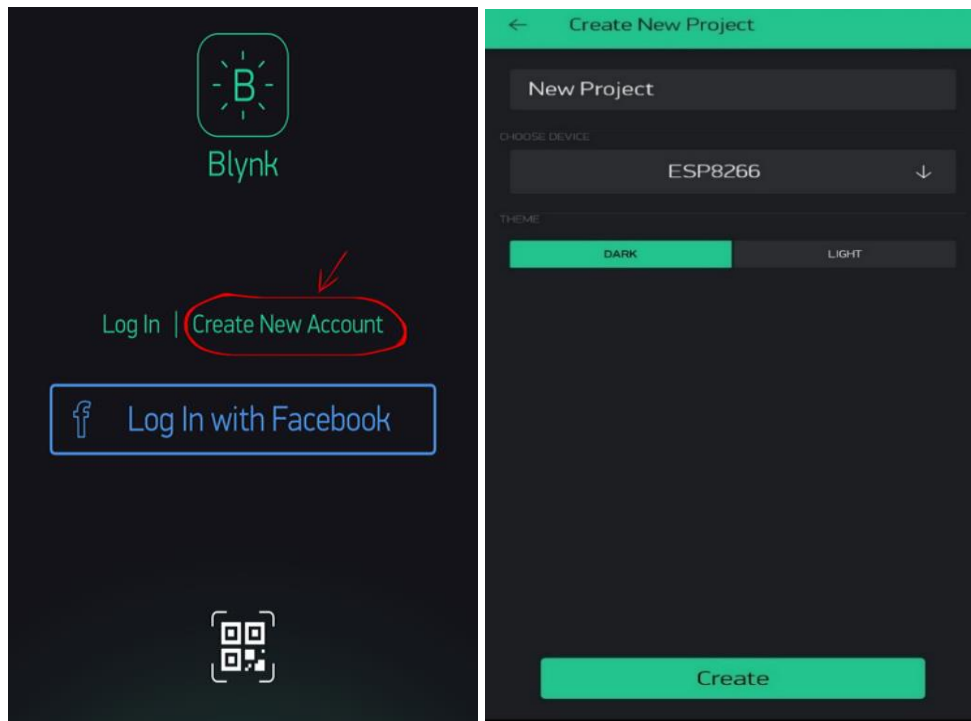 B
Blynk
Log In | Create New Account
f Log In with Facebook
← Create New Project
New Project
CHOOSE DEVICE
ESP8266 ↓
THEME
DARK LIGHT
Create